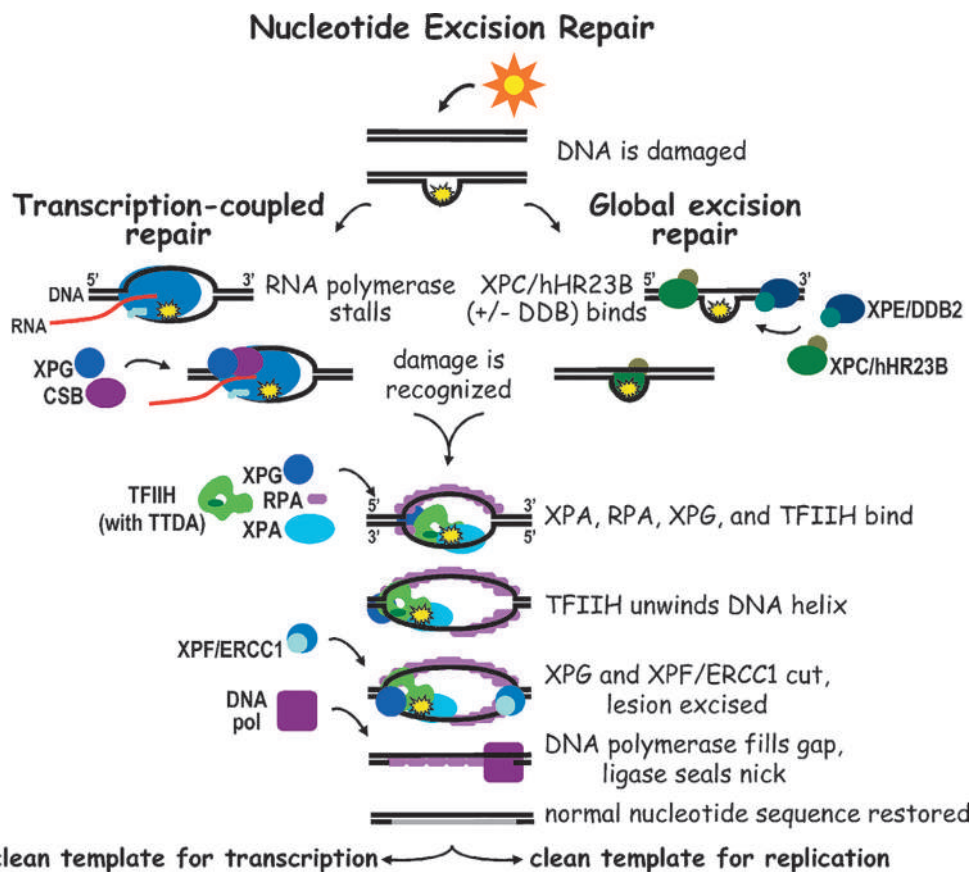 Nucleotide Excision Repair
DNA is damaged
Transcription-coupled
repair
Global excision
repair
5'
3'
DNA
RNA
RNA polymerase
stalls
XPC/hHR23B
(+/- DDB) binds
5'
3'
XPE/DDB2
XPC/hHR23B
XPG
CSB
damage is
recognized
TFIIH
(with TTDA)
XPG
RPA
XPA
5'
3'
3'
5'
XPA, RPA, XPG, and TFIIH bind
TFIIH unwinds DNA helix
XPF/ERCC1
XPG and XPF/ERCC1 cut,
lesion excised
DNA
pol
DNA polymerase fills gap,
ligase seals nick
normal nucleotide sequence restored
clean template for transcription
clean template for replication